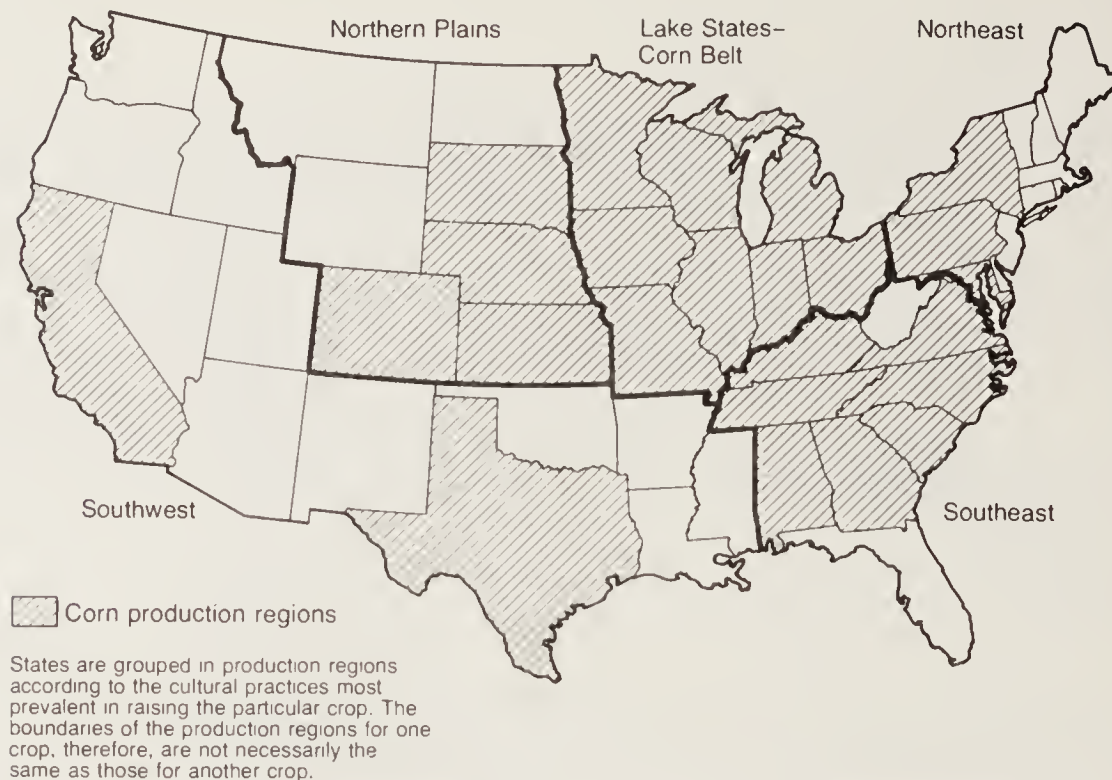 Northern Plains
Lake States–
Corn Belt
Northeast
Southwest
Southeast
Corn production regions
States are grouped in production regions
according to the cultural practices most
prevalent in raising the particular crop. The
boundaries of the production regions for one
crop, therefore, are not necessarily the
same as those for another crop.